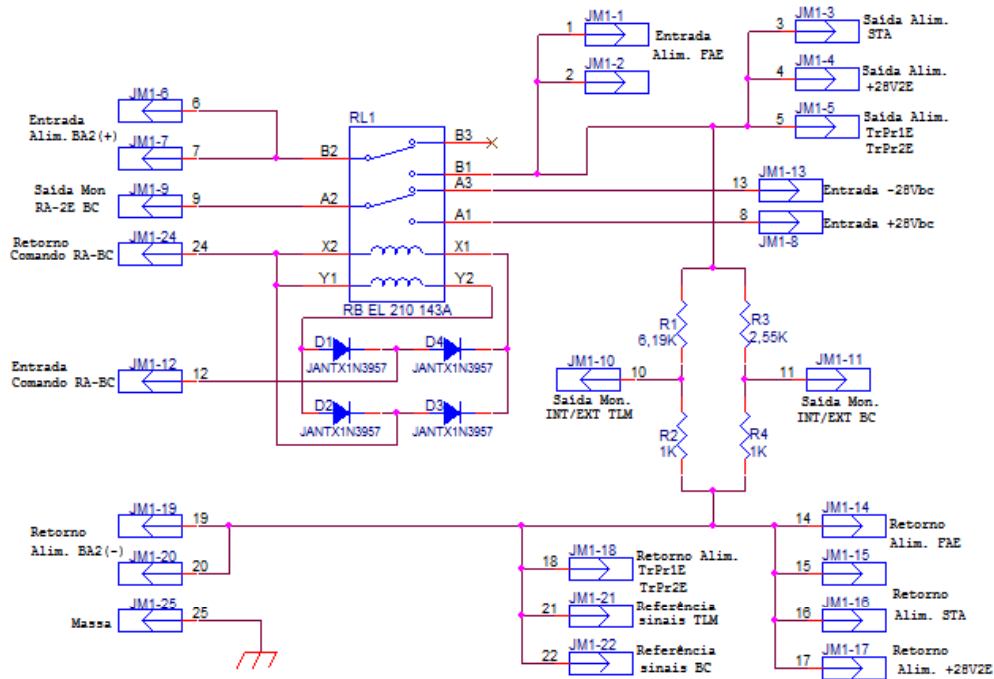 JM1-1
1
Entrada
Alim. FAE
JM1-2
2
JM1-3
3
Saída Alim.
STA
JM1-4
4
Saída Alim.
+28V2E
JM1-5
5
Saída Alim.
TrPr1E
TrPr2E
JM1-6
6
Entrada
Alim. BA2(+)
JM1-7
7
RL1
B3
B2
B1
A3
A2
A1
X2
X1
Y1
Y2
RB EL 210 143A
Saída Mon
RA-2E BC
JM1-9
9
Retorno
Comando RA-BC
JM1-24
24
JM1-13
13
Entrada -28Vbc
8
Entrada +28Vbc
JM1-8
D1
JANTX1N3957
D4
JANTX1N3957
D2
JANTX1N3957
D3
JANTX1N3957
Entrada
Comando RA-BC
JM1-12
12
R1
6,19K
R3
2,55K
JM1-10
10
Saída Mon.
INT/EXT TLM
JM1-11
11
Saída Mon.
INT/EXT BC
R2
1K
R4
1K
JM1-19
19
Retorno
Alim. BA2(-)
JM1-20
20
JM1-25
25
Massa
JM1-18
18
Retorno Alim.
TrPr1E
TrPr2E
JM1-21
21
Referência
sinais TLM
JM1-22
22
Referência
sinais BC
JM1-14
14
Retorno
Alim. FAE
JM1-15
15
Retorno
Alim. STA
JM1-16
16
JM1-17
17
Retorno
Alim. +28V2E